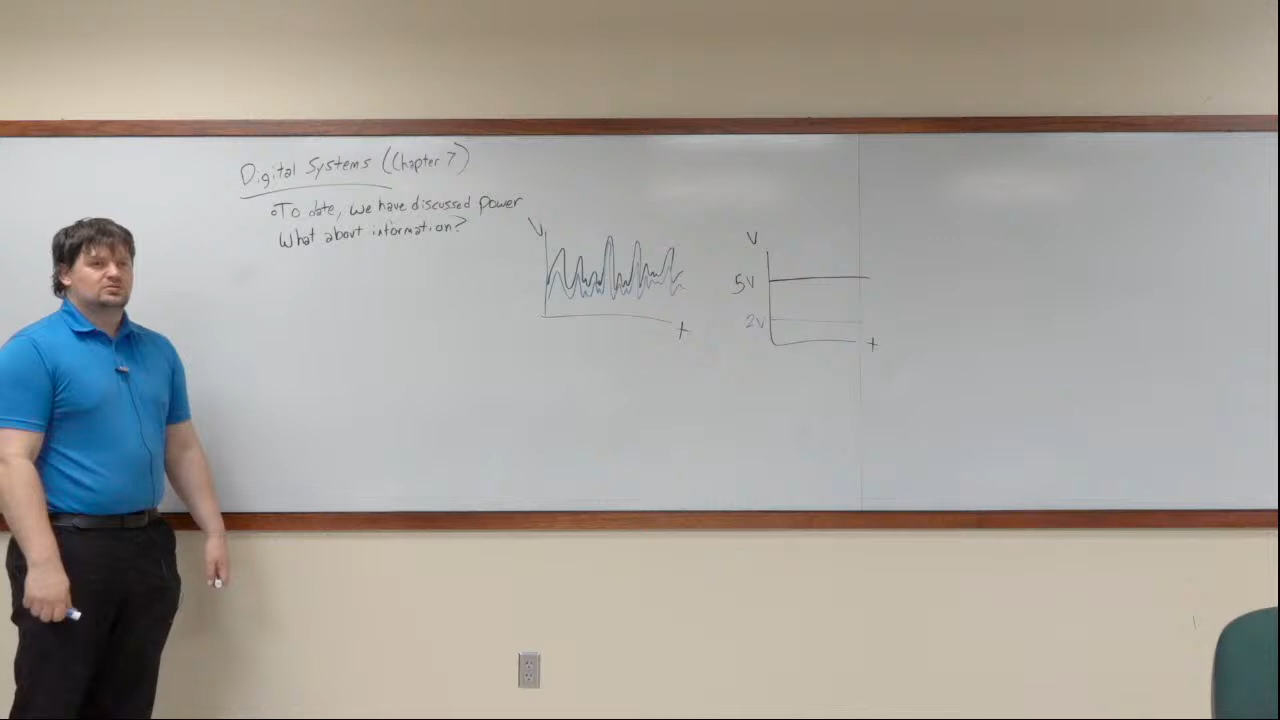 Digital Systems (Chapter 7)
To date, we have discussed power
What about information?
V
t
V
5V
2V
t